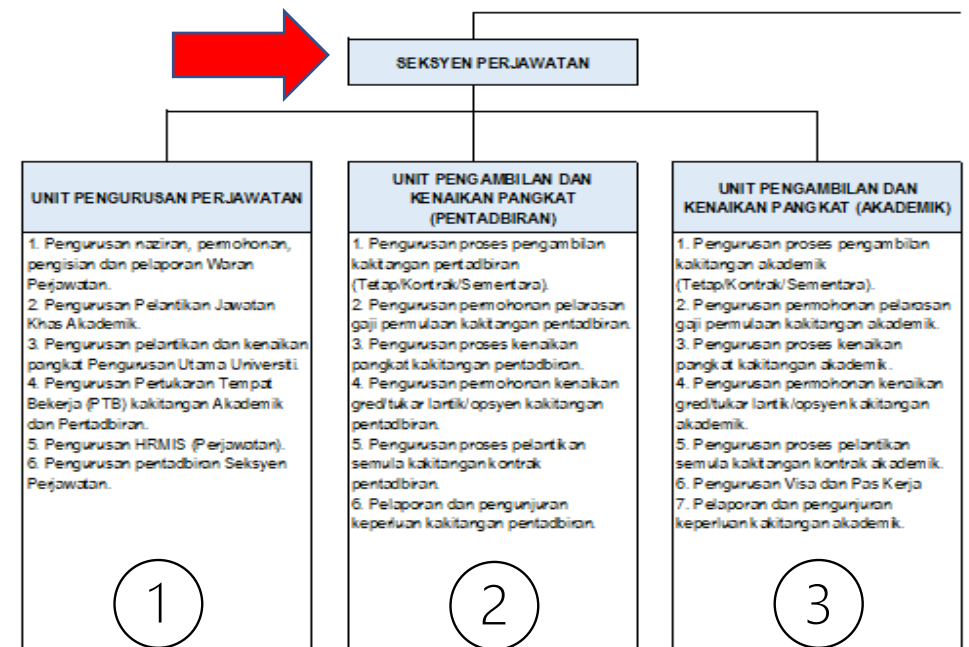 SEKSYEN PERJAWATAN
UNIT PENGURUSAN PERJAWATAN
1. Pengurusan naziran, permohonan,
pengisian dan pelaporan Waran
Perjawatan.
2. Pengurusan Pelantikan Jawatan
Khas Akademik.
3. Pengurusan pelantikan dan kenaikan
pangkat Pengurusan Utama Universiti.
4. Pengurusan Pertukaran Tempat
Bekerja (PTB) kakitangan Akademik
dan Pentadbiran.
5. Pengurusan HRMIS (Perjawatan).
6. Pengurusan pentadbiran Seksyen
Perjawatan.
1
UNIT PENGAMBILAN DAN
KENAIKAN PANGKAT
(PENTADBIRAN)
1. Pengurusan proses pengambilan
kakitangan pentadbiran
(Tetap/Kontrak/Sementara).
2. Pengurusan permohonan pelarasan
gaji permulaan kakitangan pentadbiran.
3. Pengurusan proses kenaikan
pangkat kakitangan pentadbiran.
4. Pengurusan permohonan kenaikan
gred/tukar lantik/opsyen kakitangan
pentadbiran.
5. Pengurusan proses pelantikan
semula kakitangan kontrak
pentadbiran.
6. Pelaporan dan pengunjuran
keperluan kakitangan pentadbiran.
2
UNIT PENGAMBILAN DAN
KENAIKAN PANGKAT (AKADEMIK)
1. Pengurusan proses pengambilan
kakitangan akademik
(Tetap/Kontrak/Sementara).
2. Pengurusan permohonan pelarasan
gaji permulaan kakitangan akademik.
3. Pengurusan proses kenaikan
pangkat kakitangan akademik.
4. Pengurusan permohonan kenaikan
gred/tukar lantik/opsyen kakitangan
akademik.
5. Pengurusan proses pelantikan
semula kakitangan kontrak akademik.
6. Pengurusan Visa dan Pas Kerja
7. Pelaporan dan pengunjuran
keperluan kakitangan akademik.
3